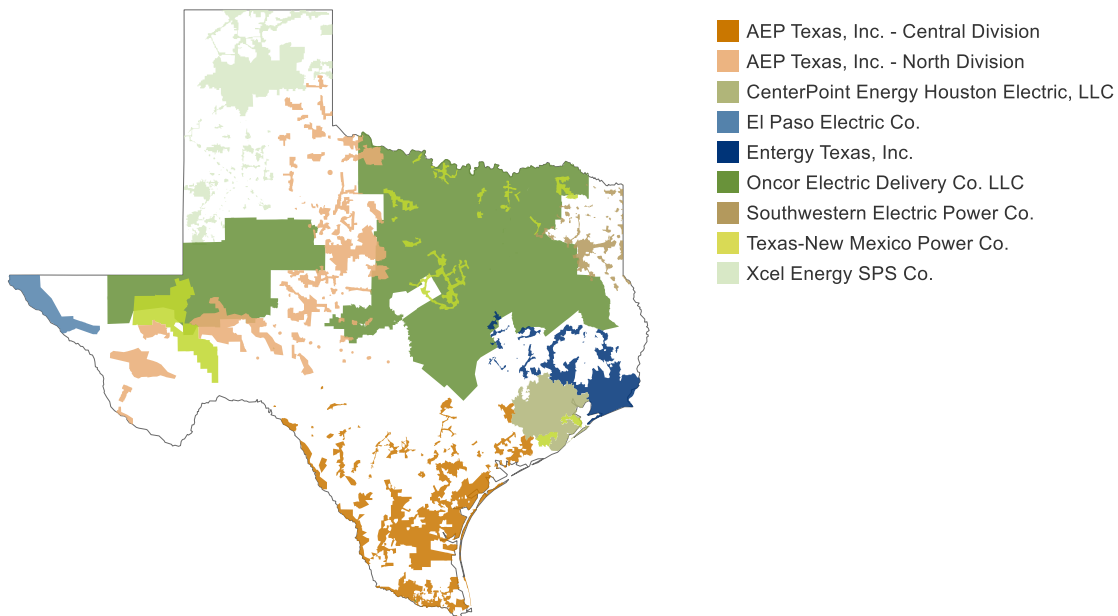 AEP Texas, Inc. - Central Division
AEP Texas, Inc. - North Division
CenterPoint Energy Houston Electric, LLC
El Paso Electric Co.
Entergy Texas, Inc.
Oncor Electric Delivery Co. LLC
Southwestern Electric Power Co.
Texas-New Mexico Power Co.
Xcel Energy SPS Co.